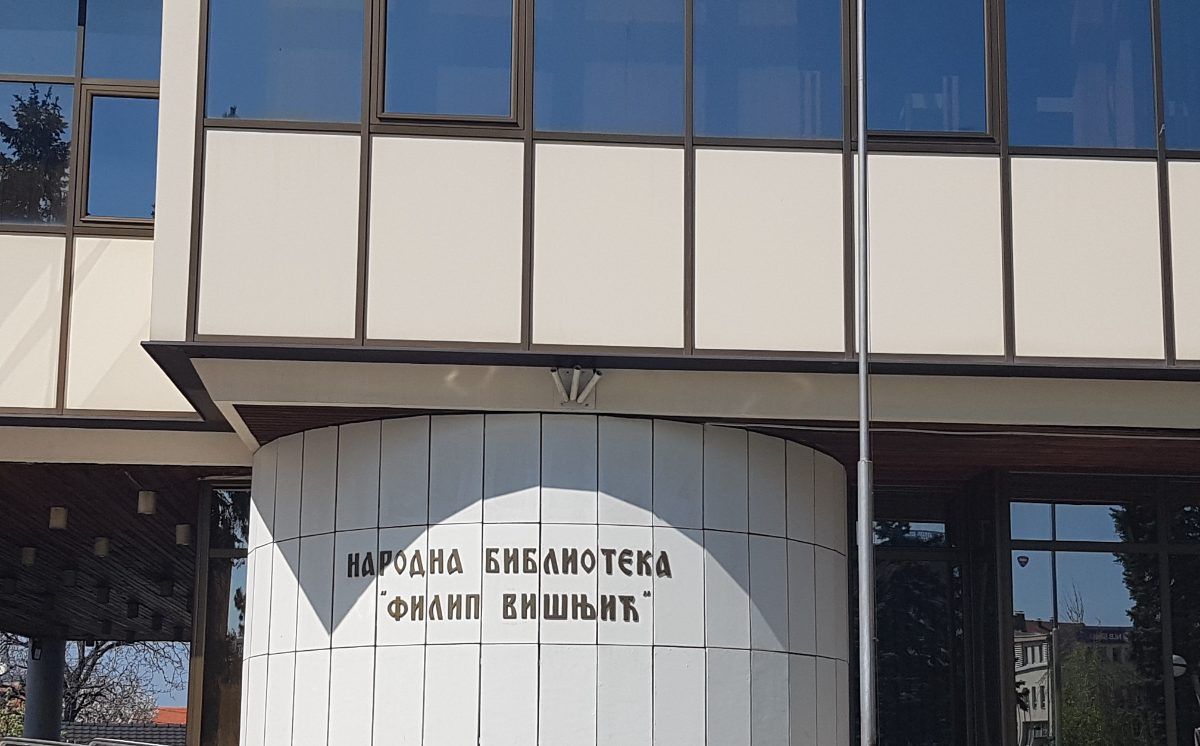 НАРОДНА БИБЛИОТЕКА
"ФИЛИП ВИШЊИЋ"